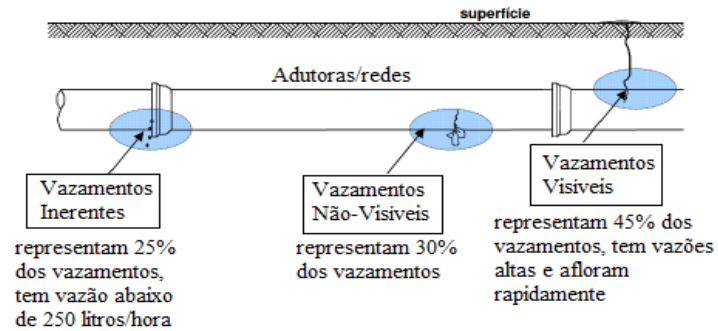 superfície
Adutoras/redes
Vazamentos
Inerentes
representam 25%
dos vazamentos,
tem vazão abaixo
de 250 litros/hora
Vazamentos
Não-Visiveis
representam 30%
dos vazamentos
Vazamentos
Visíveis
representam 45% dos
vazamentos, tem vazões
altas e afloram
rapidamente